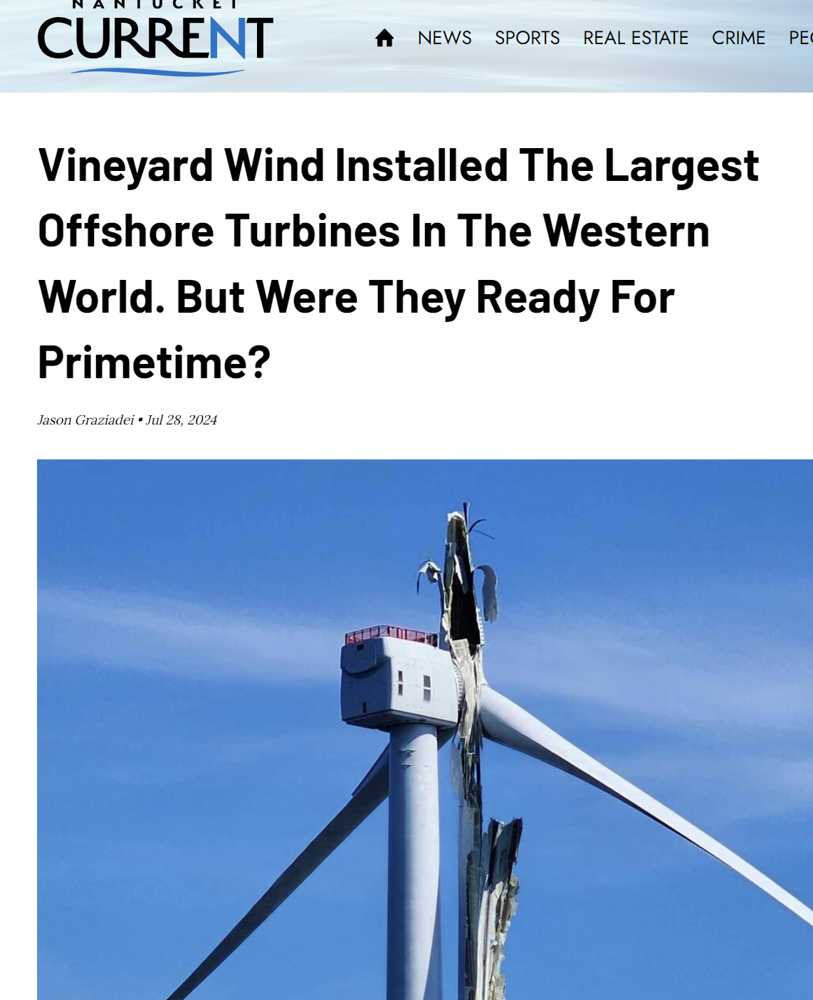 NANTUCKET
CURRENT
NEWS SPORTS REAL ESTATE CRIME
Vineyard Wind Installed The Largest
Offshore Turbines In The Western
World. But Were They Ready For
Primetime?
Jason Graziadei • Jul 28, 2024